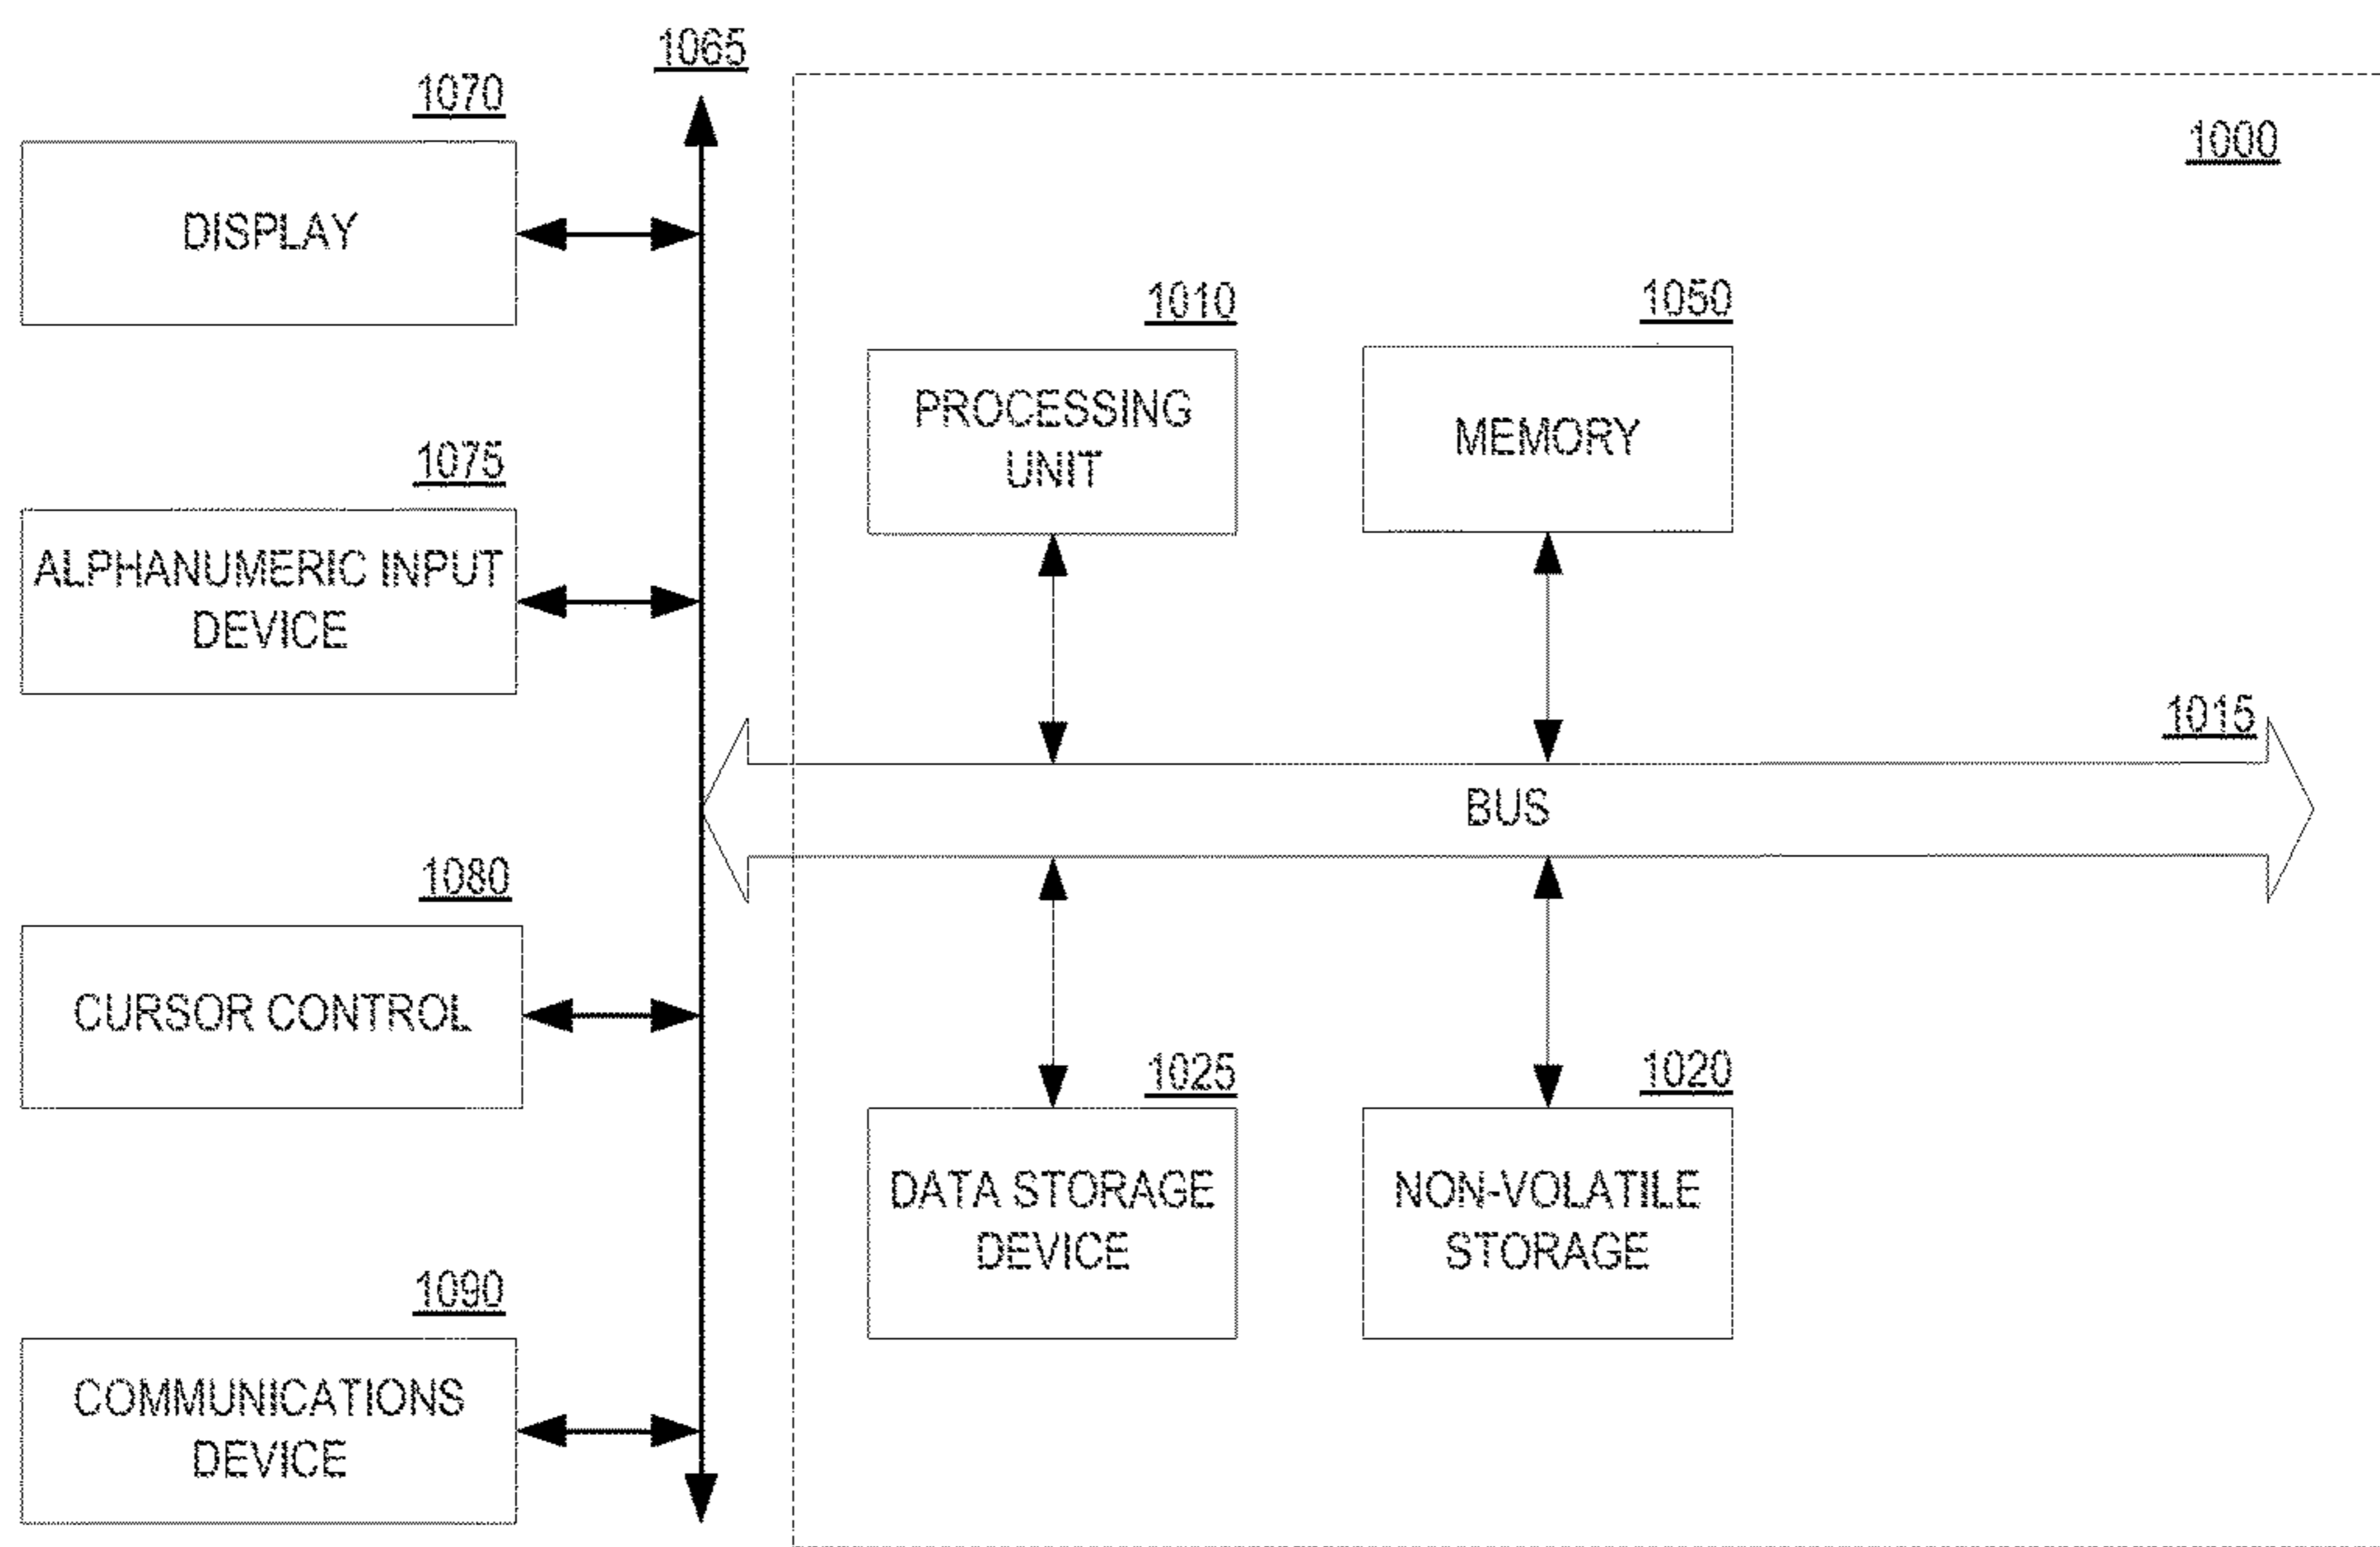 1065
1070
DISPLAY
1000
1010
PROCESSING
UNIT
1050
MEMORY
1075
ALPHANUMERIC INPUT
DEVICE
1015
BUS
1080
CURSOR CONTROL
1025
DATA STORAGE
DEVICE
1020
NON-VOLATILE
STORAGE
1090
COMMUNICATIONS
DEVICE